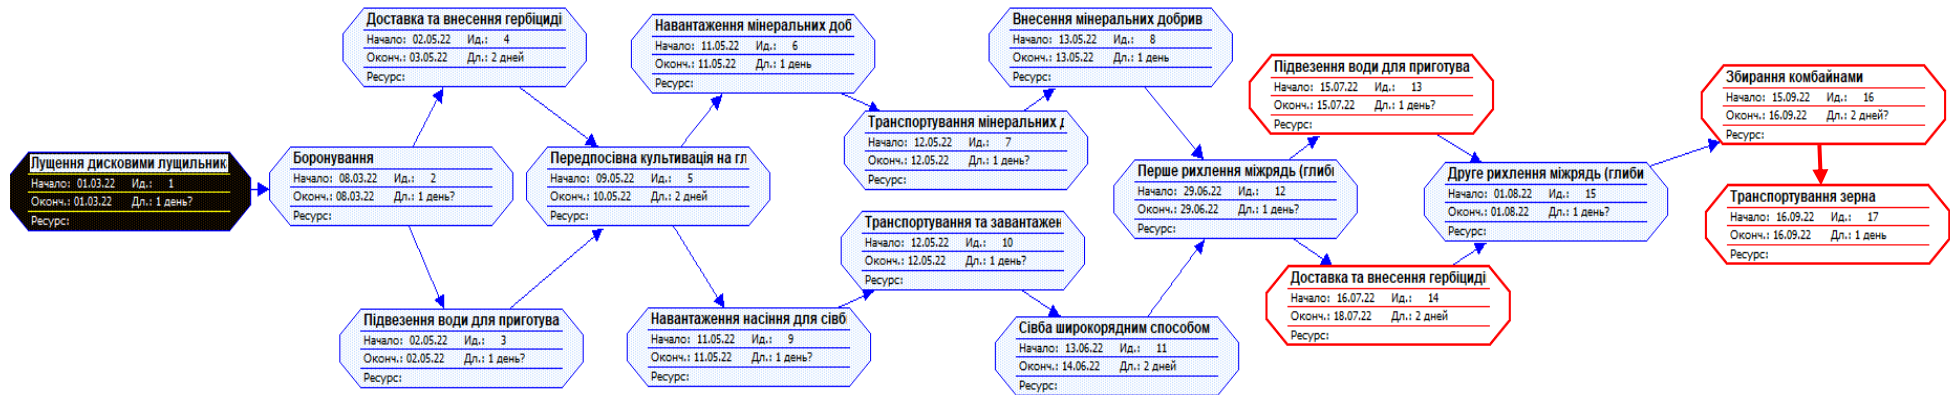 Лущення дисковими лущильник
Начало: 01.03.22 Ид.: 1
Оконч.: 01.03.22 Дл.: 1 день?
Ресурс:
Боронування
Начало: 08.03.22 Ид.: 2
Оконч.: 08.03.22 Дл.: 1 день?
Ресурс:
Доставка та внесення гербіциді
Начало: 02.05.22 Ид.: 4
Оконч.: 03.05.22 Дл.: 2 дней
Ресурс:
Підвезення води для приготува
Начало: 02.05.22 Ид.: 3
Оконч.: 02.05.22 Дл.: 1 день?
Ресурс:
Передпосівна культивація на гл
Начало: 09.05.22 Ид.: 5
Оконч.: 10.05.22 Дл.: 2 дней
Ресурс:
Навантаження мінеральних доб
Начало: 11.05.22 Ид.: 6
Оконч.: 11.05.22 Дл.: 1 день
Ресурс:
Транспортування мінеральних д
Начало: 12.05.22 Ид.: 7
Оконч.: 12.05.22 Дл.: 1 день?
Ресурс:
Внесення мінеральних добрив
Начало: 13.05.22 Ид.: 8
Оконч.: 13.05.22 Дл.: 1 день
Ресурс:
Навантаження насіння для сівб
Начало: 11.05.22 Ид.: 9
Оконч.: 11.05.22 Дл.: 1 день?
Ресурс:
Транспортування та завантажен
Начало: 12.05.22 Ид.: 10
Оконч.: 12.05.22 Дл.: 1 день?
Ресурс:
Сівба широкорядним способом
Начало: 13.06.22 Ид.: 11
Оконч.: 14.06.22 Дл.: 2 дней
Ресурс:
Перше рихлення міжрядь (глиби
Начало: 29.06.22 Ид.: 12
Оконч.: 29.06.22 Дл.: 1 день?
Ресурс:
Підвезення води для приготува
Начало: 15.07.22 Ид.: 13
Оконч.: 15.07.22 Дл.: 1 день?
Ресурс:
Доставка та внесення гербіциді
Начало: 16.07.22 Ид.: 14
Оконч.: 18.07.22 Дл.: 2 дней
Ресурс:
Друге рихлення міжрядь (глиби
Начало: 01.08.22 Ид.: 15
Оконч.: 01.08.22 Дл.: 1 день?
Ресурс:
Збирання комбайнами
Начало: 15.09.22 Ид.: 16
Оконч.: 16.09.22 Дл.: 2 дней?
Ресурс:
Транспортування зерна
Начало: 16.09.22 Ид.: 17
Оконч.: 16.09.22 Дл.: 1 день
Ресурс: